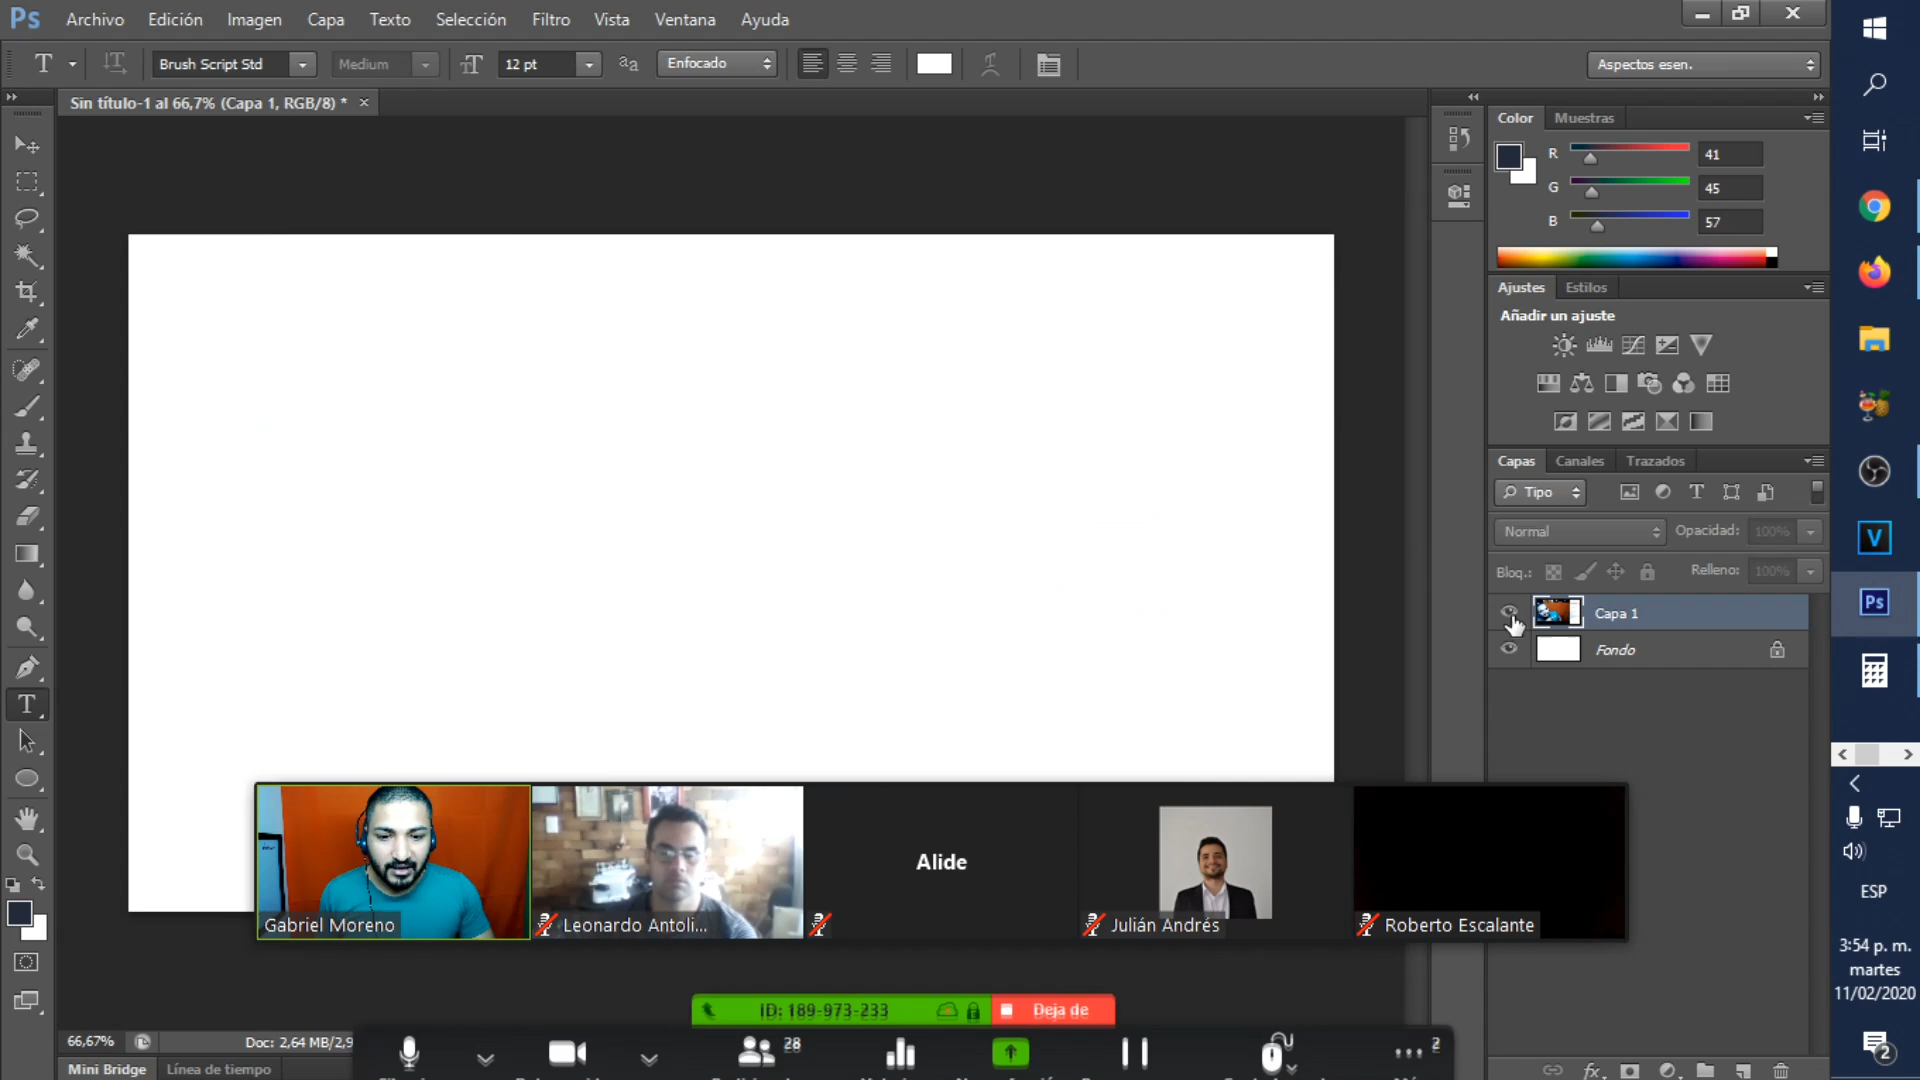 Ps Archivo Edición Imagen Capa Texto Selección Filtro Vista Ventana Ayuda
T Brush Script Std Medium 12 pt aa Enfocado Aspectos esen.
Sin título-1 al 66,7% (Capa 1, RGB/8) * ×
Color Muestras
R 41
G 45
B 57
Ajustes Estilos
Añadir un ajuste
Capas Canales Trazados
Tipo
Normal Opacidad: 100%
Bloq.: Relleno: 100%
Capa 1
Fondo
Alide
Gabriel Moreno
Leonardo Antoli...
Julián Andrés
Roberto Escalante
ID: 189-973-233 Deja de
66,67% Doc: 2,64 MB/2,9
28
2
Mini Bridge Línea de tiempo
V
Ps
ESP
3:54 p. m.
martes
11/02/2020
2